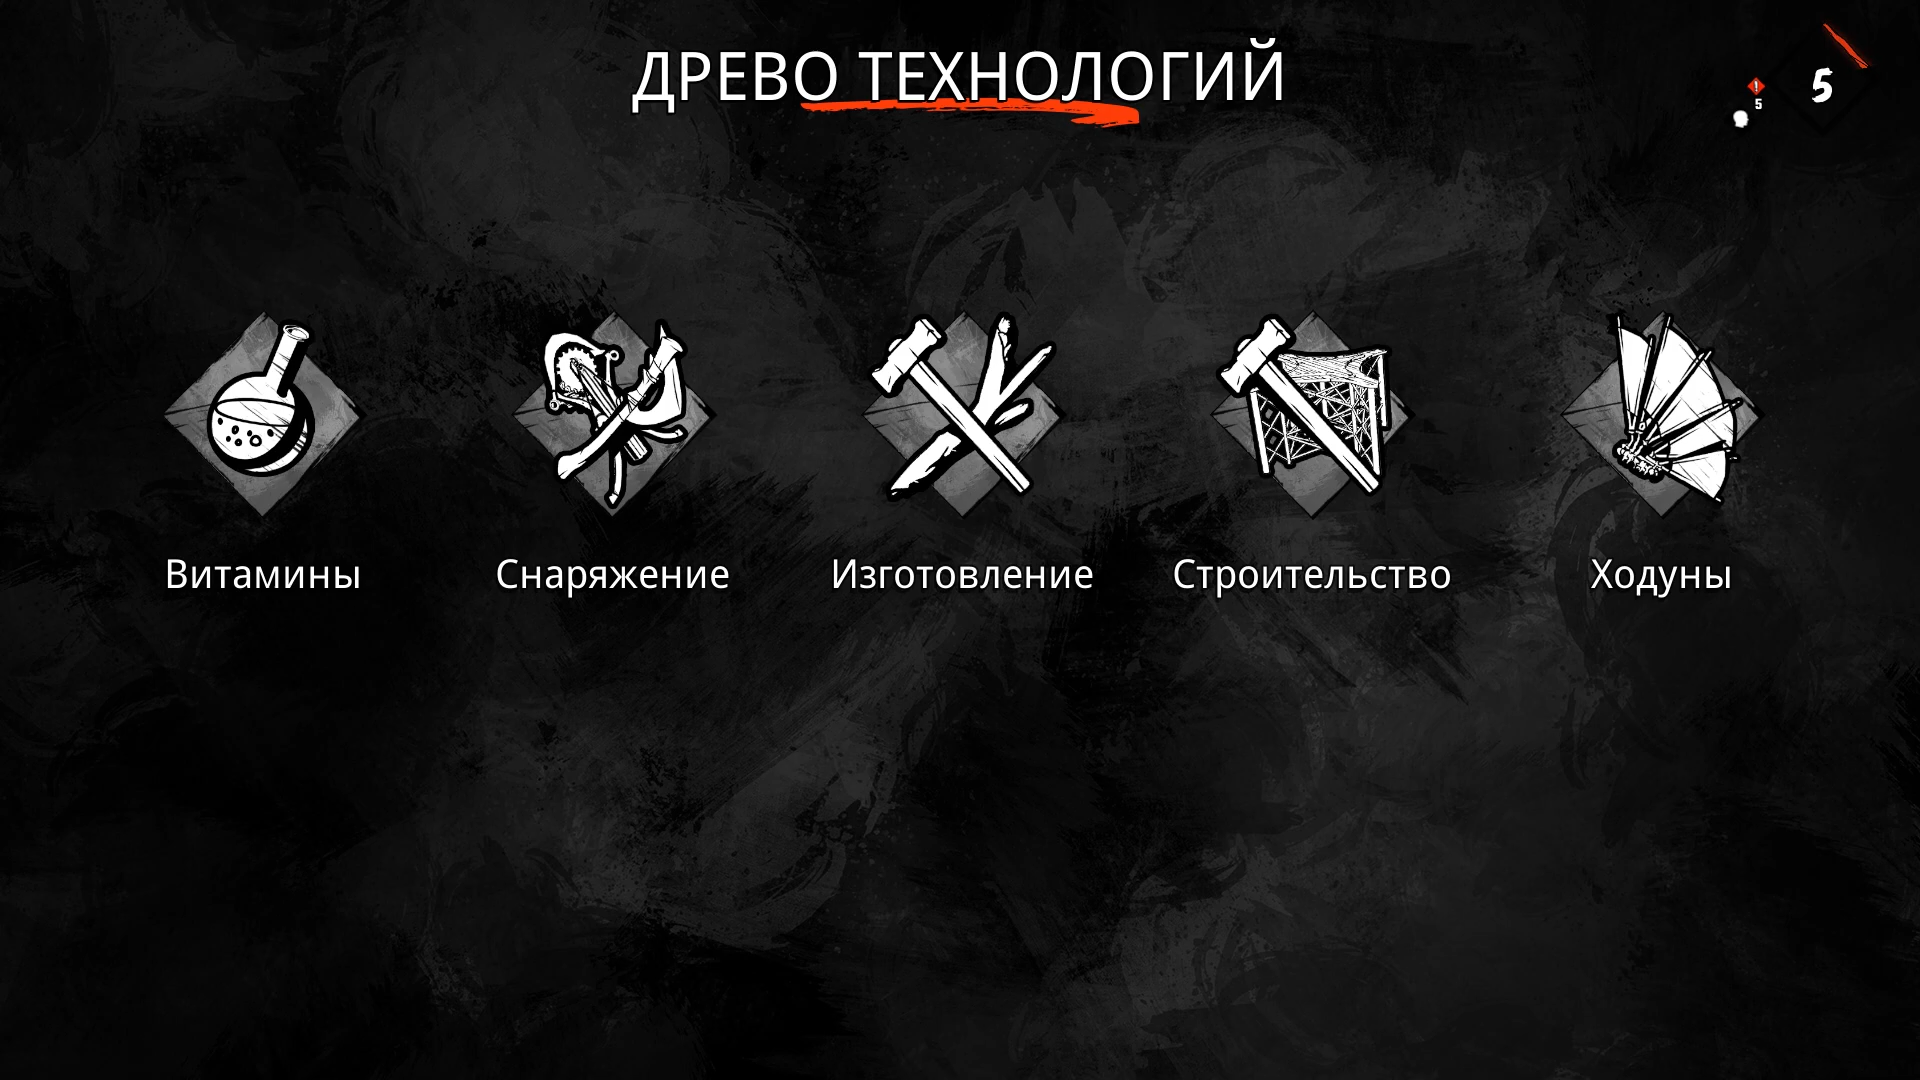 ДРЕВО ТЕХНОЛОГИЙ
5
5
Витамины
Снаряжение
Изготовление
Строительство
Ходуны